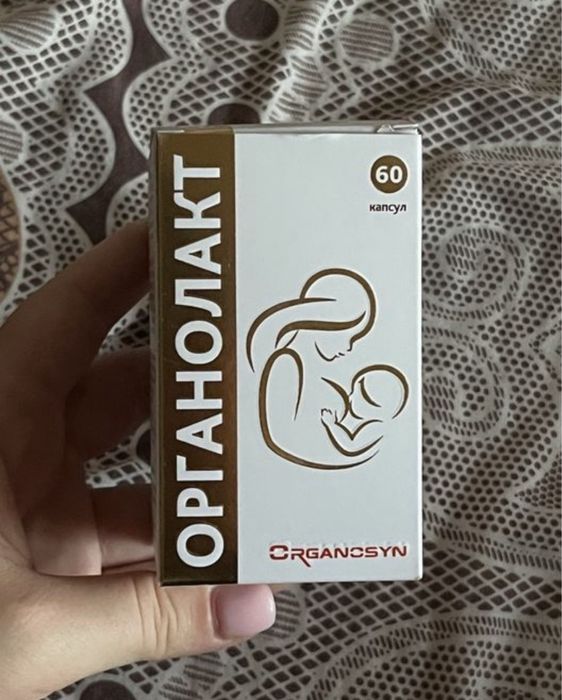 ОРГАНОЛАКТ
60
капсул
ORGANOSYN